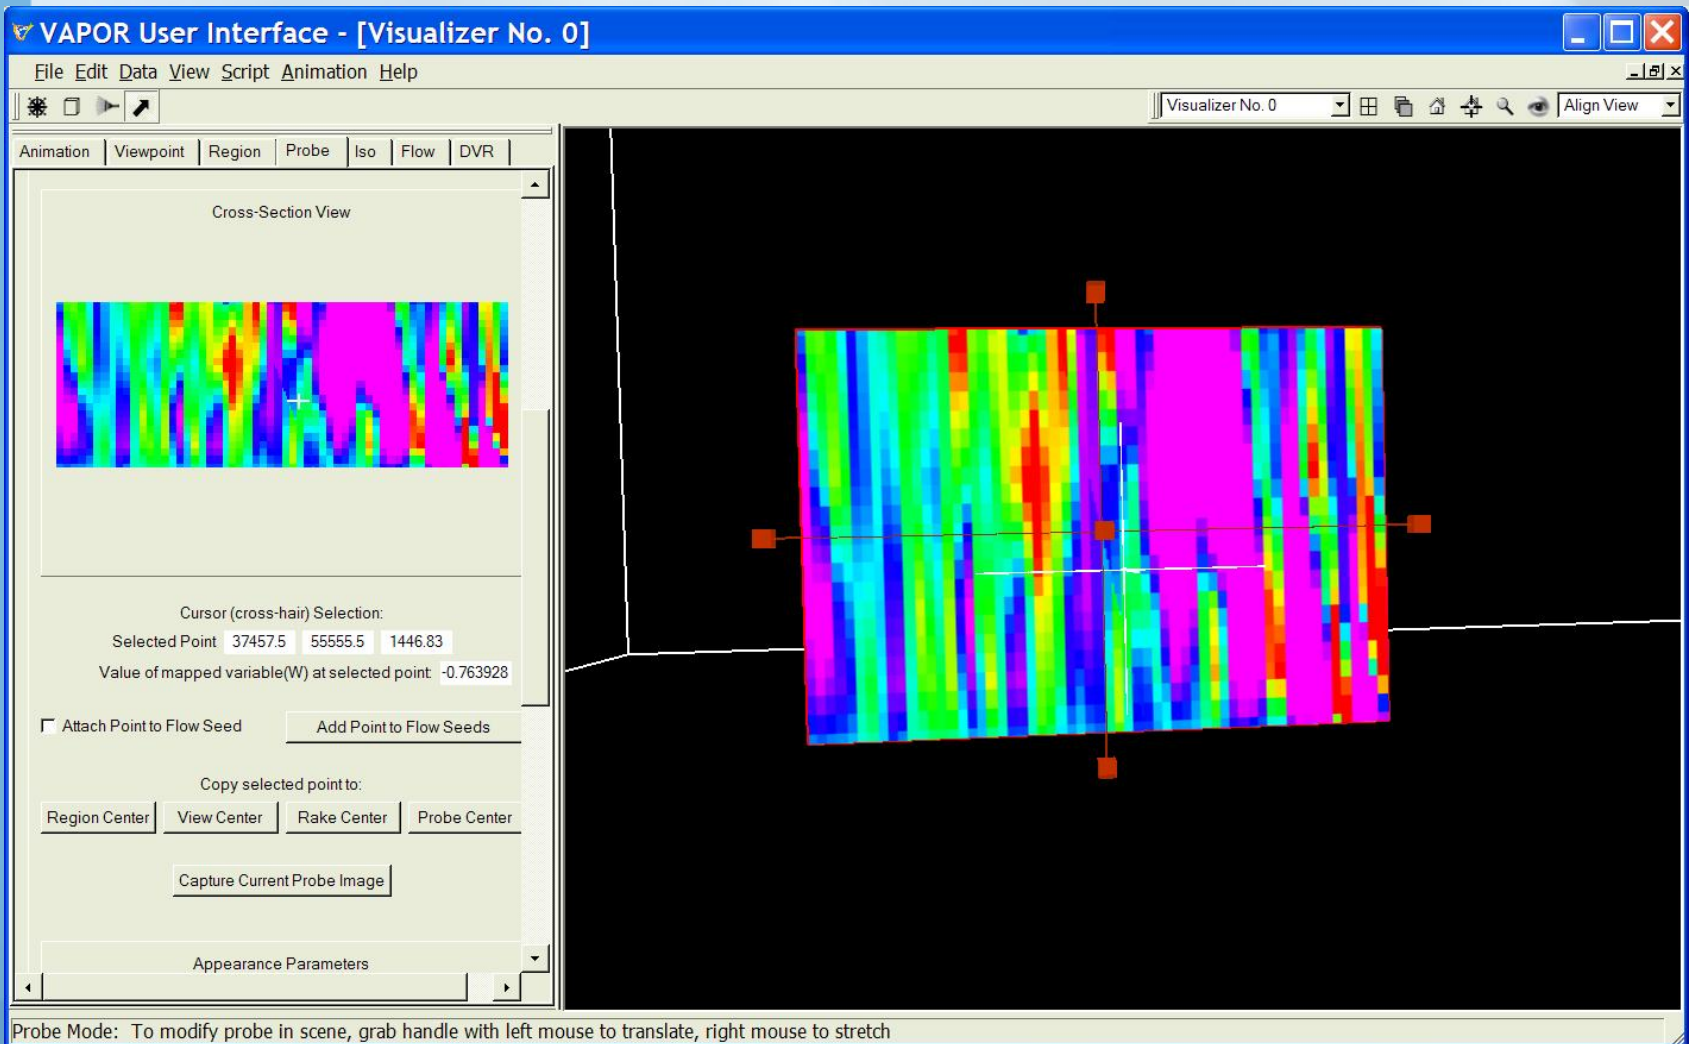 VAPOR User Interface - [Visualizer No. 0]
File Edit Data View Script Animation Help
Visualizer No. 0 Align View
Animation Viewpoint Region Probe Iso Flow DVR
Cross-Section View
Cursor (cross-hair) Selection:
Selected Point 37457.5 55555.5 1446.83
Value of mapped variable(W) at selected point: -0.763928
Attach Point to Flow Seed Add Point to Flow Seeds
Copy selected point to:
Region Center View Center Rake Center Probe Center
Capture Current Probe Image
Appearance Parameters
Probe Mode: To modify probe in scene, grab handle with left mouse to translate, right mouse to stretch